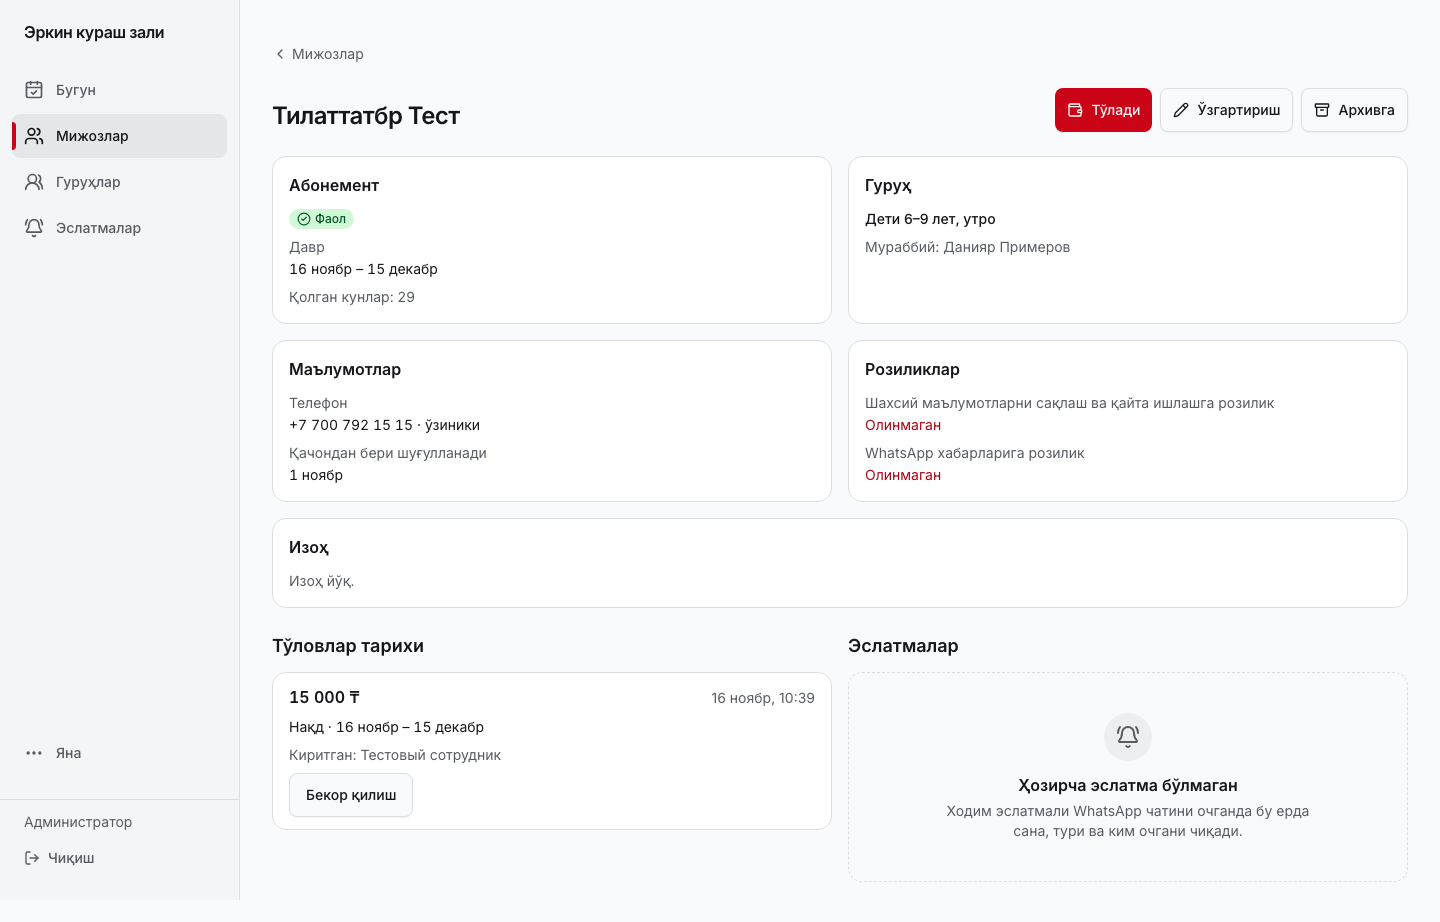 Эркин кураш зали
Бугун
Мижозлар
Гуруҳлар
Эслатмалар
Яна
Администратор
Чиқиш
Мижозлар
Тилаттатбр Тест
Тўлади
Ўзгартириш
Архивга
Абонемент
Фаол
Давр
16 ноябр – 15 декабр
Қолган кунлар: 29
Гуруҳ
Дети 6–9 лет, утро
Мураббий: Данияр Примеров
Маълумотлар
Телефон
+7 700 792 15 15 · ўзиники
Қачондан бери шуғулланади
1 ноябр
Розиликлар
Шахсий маълумотларни сақлаш ва қайта ишлашга розилик
Олинмаган
WhatsApp хабарларига розилик
Олинмаган
Изоҳ
Изоҳ йўқ.
Тўловлар тарихи
15 000 ₸
16 ноябр, 10:39
Нақд · 16 ноябр – 15 декабр
Киритган: Тестовый сотрудник
Бекор қилиш
Эслатмалар
Ҳозирча эслатма бўлмаган
Ходим эслатмали WhatsApp чатини очганда бу ерда
сана, тури ва ким очгани чиқади.